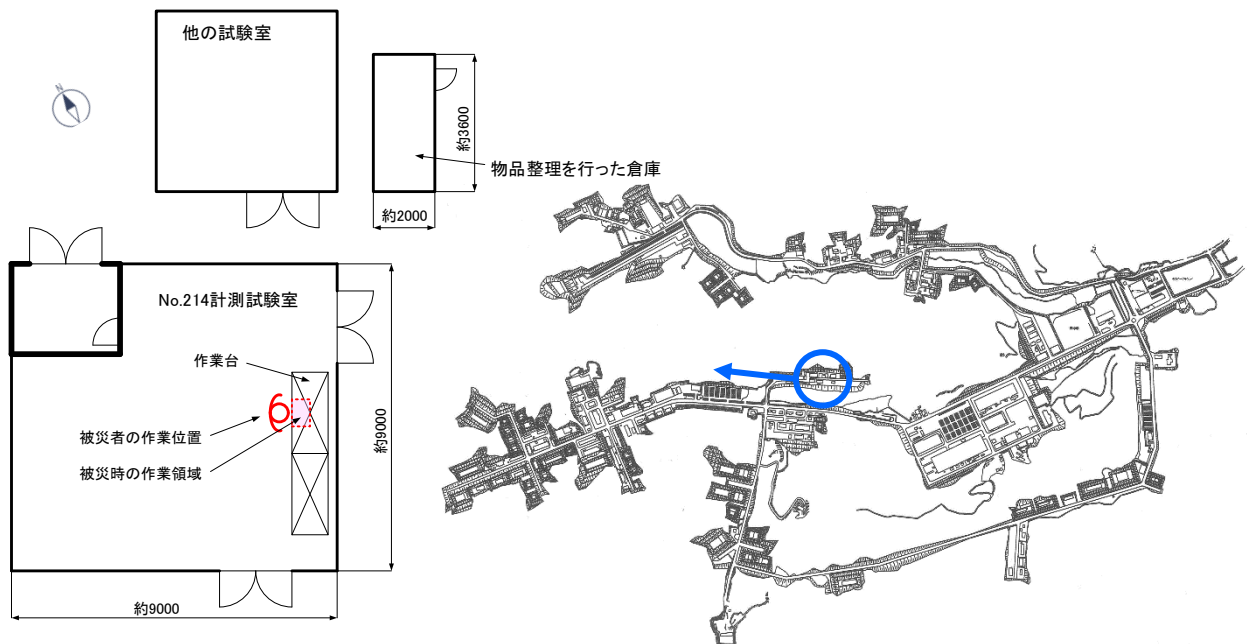 他の試験室
N
約3600
物品整理を行った倉庫
約2000
No.214計測試験室
作業台
被災者の作業位置
被災時の作業領域
約9000
約9000